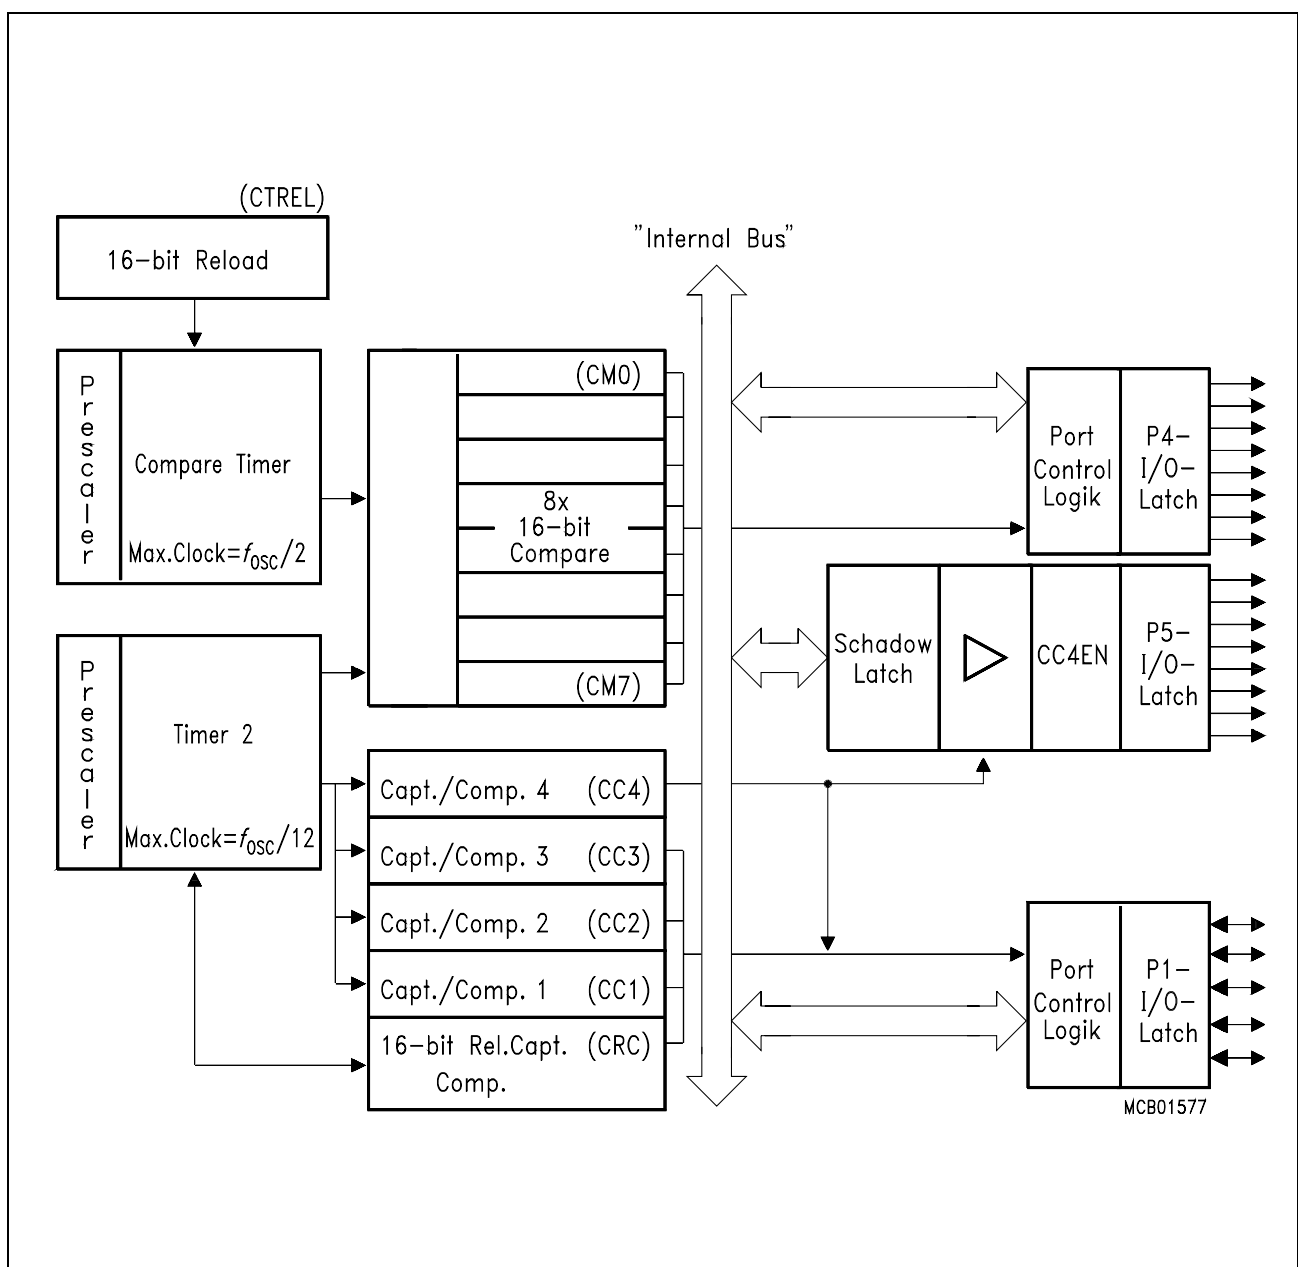 (CTREL)
16-bit Reload
"Internal Bus"
Prescaler
Compare Timer
Max.Clock=fOSC/2
(CM0)
8x
16-bit
Compare
(CM7)
Port
Control
Logik
P4-
I/O-
Latch
Schadow
Latch
CC4EN
P5-
I/O-
Latch
Prescaler
Timer 2
Max.Clock=fOSC/12
Capt./Comp. 4 (CC4)
Capt./Comp. 3 (CC3)
Capt./Comp. 2 (CC2)
Capt./Comp. 1 (CC1)
16-bit Rel.Capt. (CRC)
Comp.
Port
Control
Logik
P1-
I/O-
Latch
MCB01577